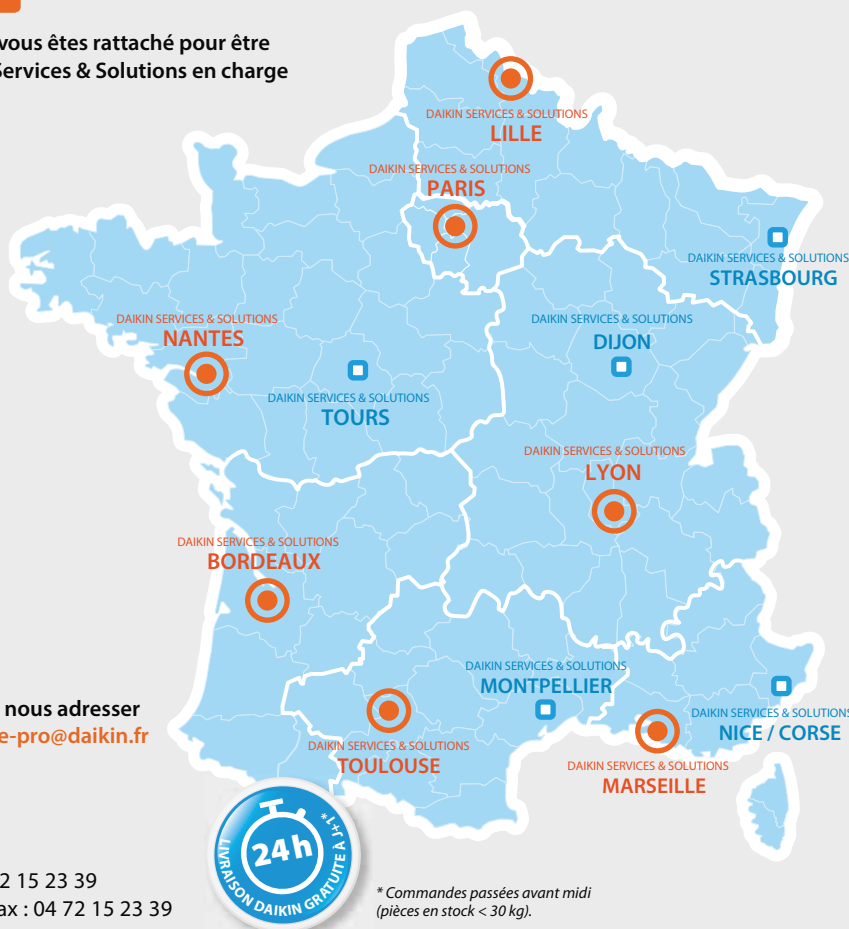 vous êtes rattaché pour être
Services & Solutions en charge
DAIKIN SERVICES & SOLUTIONS
LILLE
DAIKIN SERVICES & SOLUTIONS
PARIS
DAIKIN SERVICES & SOLUTIONS
STRASBOURG
DAIKIN SERVICES & SOLUTIONS
NANTES
DAIKIN SERVICES & SOLUTIONS
DIJON
DAIKIN SERVICES & SOLUTIONS
TOURS
DAIKIN SERVICES & SOLUTIONS
LYON
DAIKIN SERVICES & SOLUTIONS
BORDEAUX
DAIKIN SERVICES & SOLUTIONS
MONTPELLIER
nous adresser
e-pro@daikin.fr
DAIKIN SERVICES & SOLUTIONS
NICE / CORSE
DAIKIN SERVICES & SOLUTIONS
TOULOUSE
DAIKIN SERVICES & SOLUTIONS
MARSEILLE
24h
LIVRAISON DAIKIN GRATUITE À J+1*
2 15 23 39
ax : 04 72 15 23 39
* Commandes passées avant midi
(pièces en stock < 30 kg).